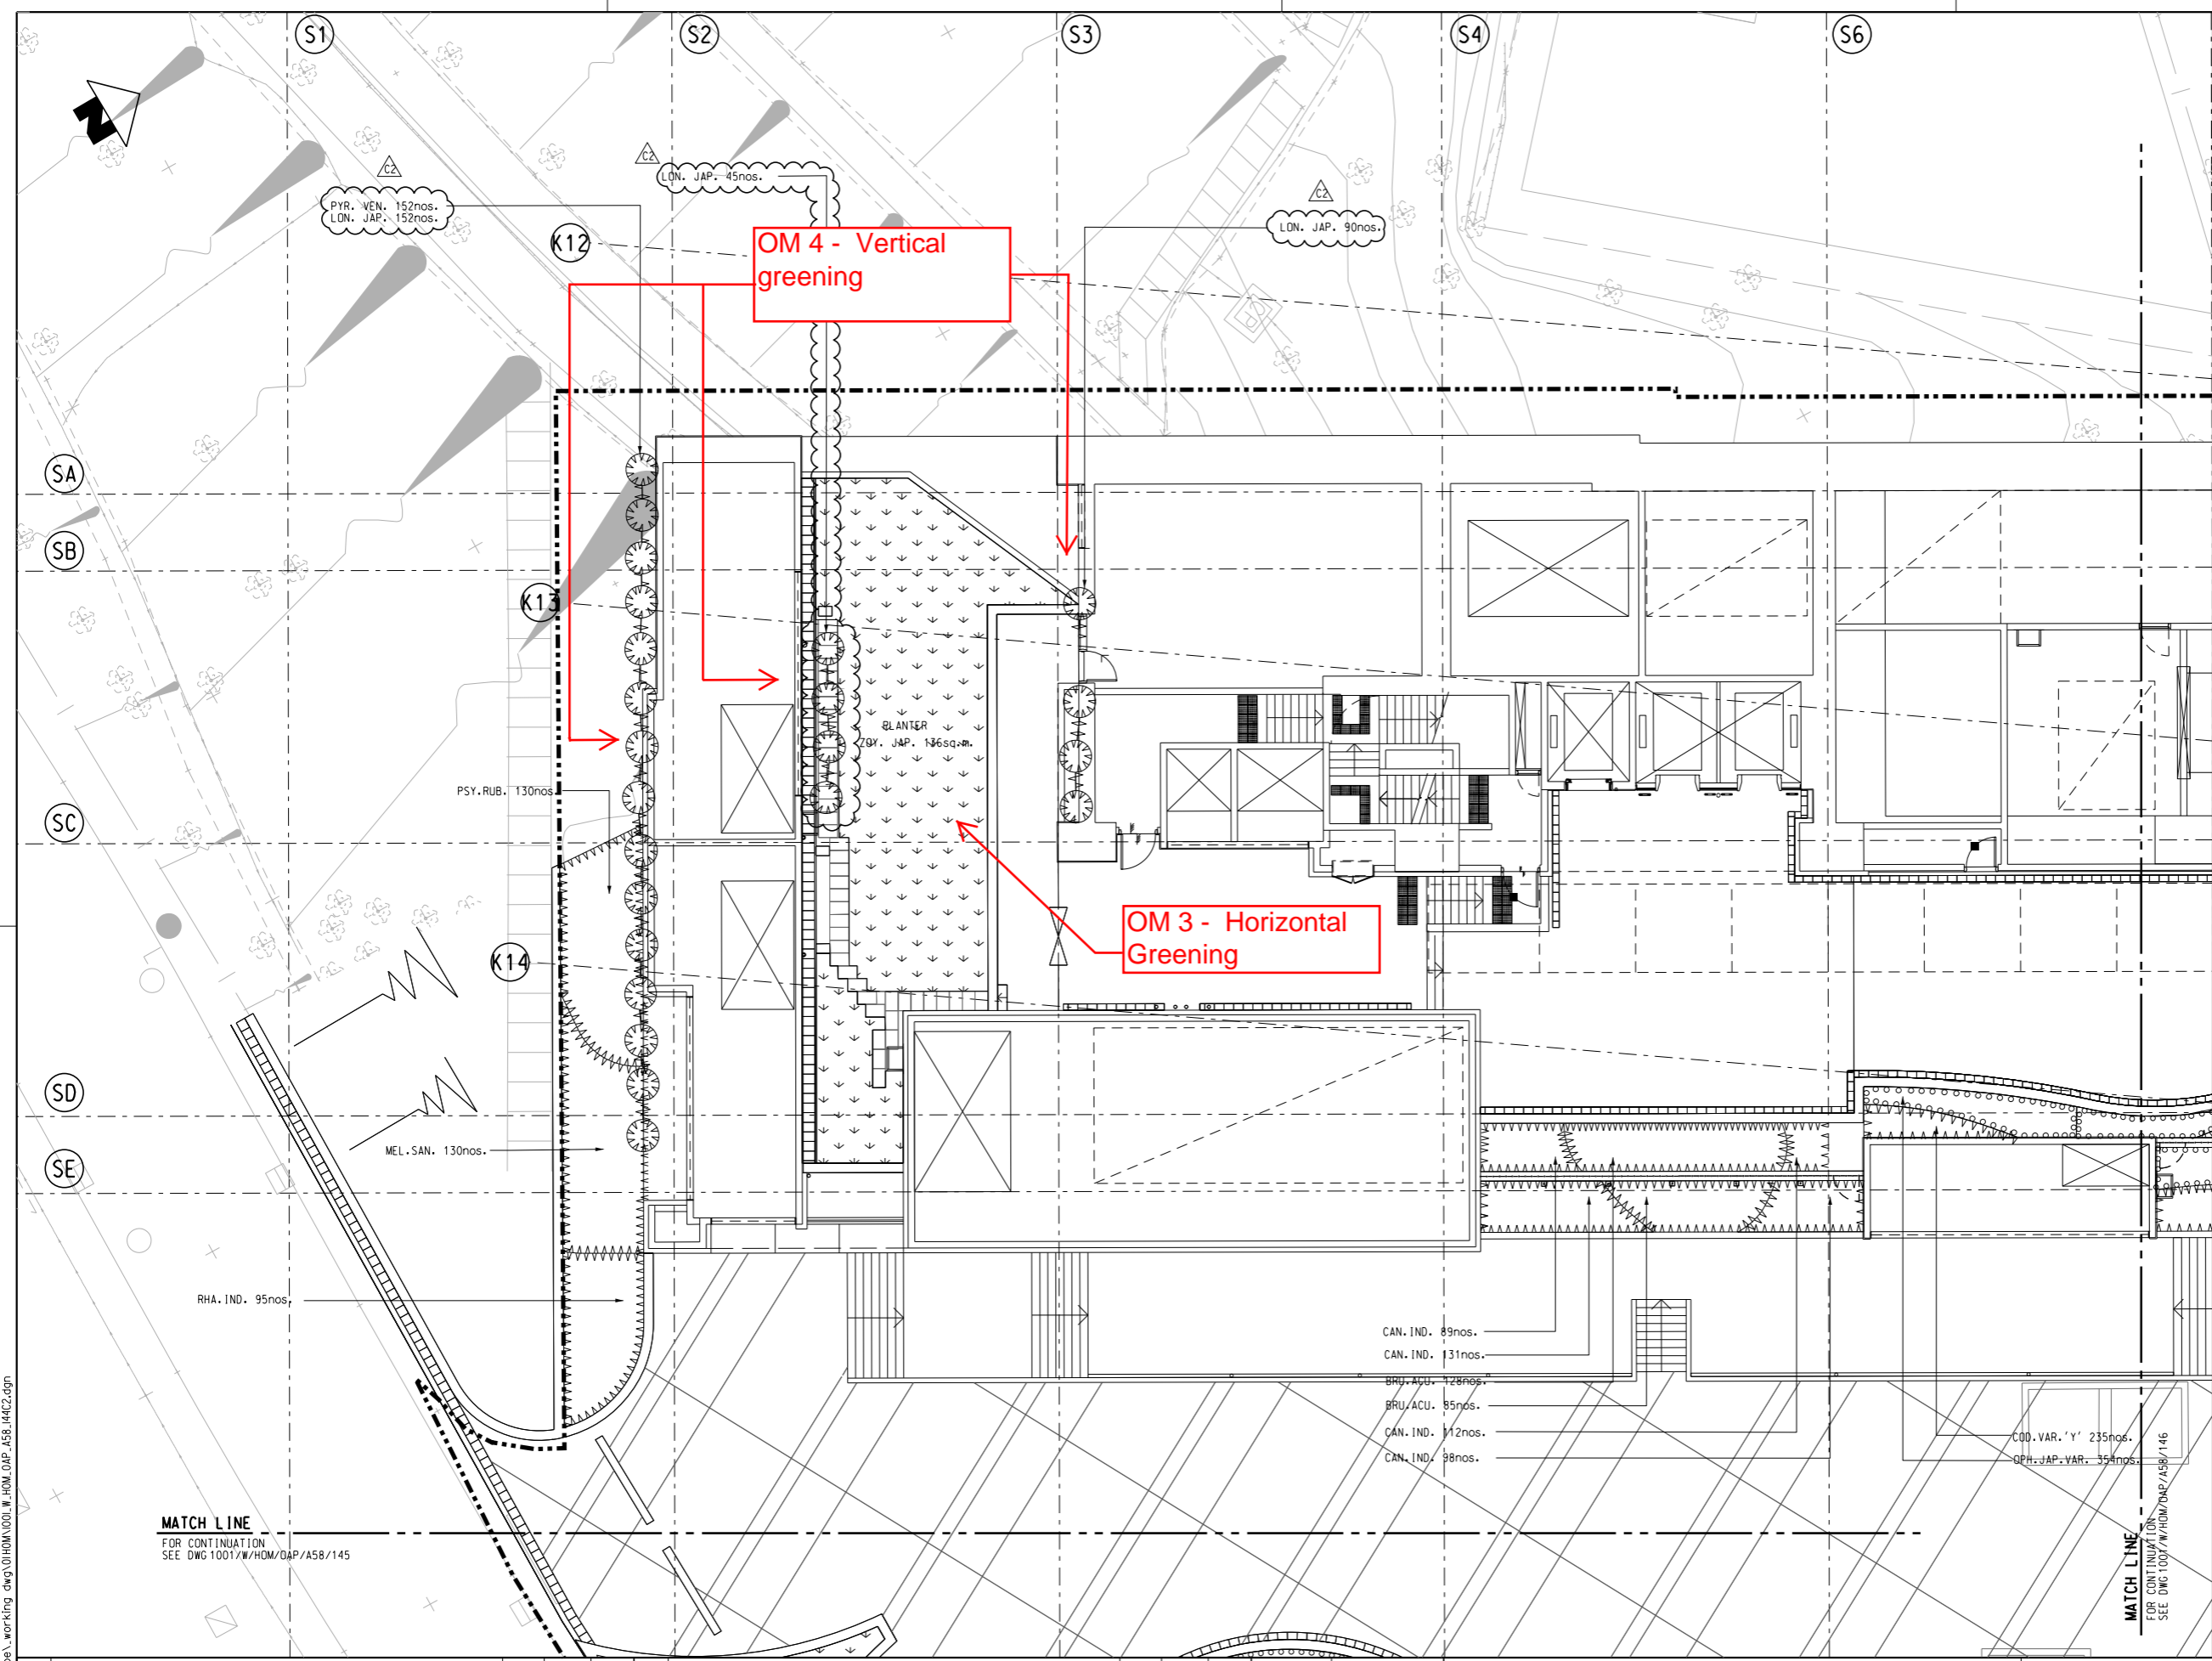 S1
S2
S3
S4
S6
N
C2
PYR. VEN. 152nos.
LON. JAP. 152nos.
C2
LON. JAP. 45nos.
C2
LON. JAP. 90nos.
K12
OM 4 - Vertical
greening
SA
SB
K13
PLANTER
ZOY. JAP. 136sq.m.
PSY.RUB. 130nos.
SC
OM 3 - Horizontal
Greening
K14
SD
MEL.SAN. 130nos.
SE
RHA.IND. 95nos.
CAN.IND. 89nos.
CAN.IND. 131nos.
BRU.ACU. 128nos.
BRU.ACU. 85nos.
CAN.IND. 112nos.
CAN.IND. 98nos.
COD.VAR.'Y' 235nos.
OPH.JAP.VAR. 354nos.
MATCH LINE
FOR CONTINUATION
SEE DWG 1001/W/HOM/OAP/A58/145
MATCH LINE
FOR CONTINUATION
SEE DWG 1001/W/HOM/OAP/A58/146